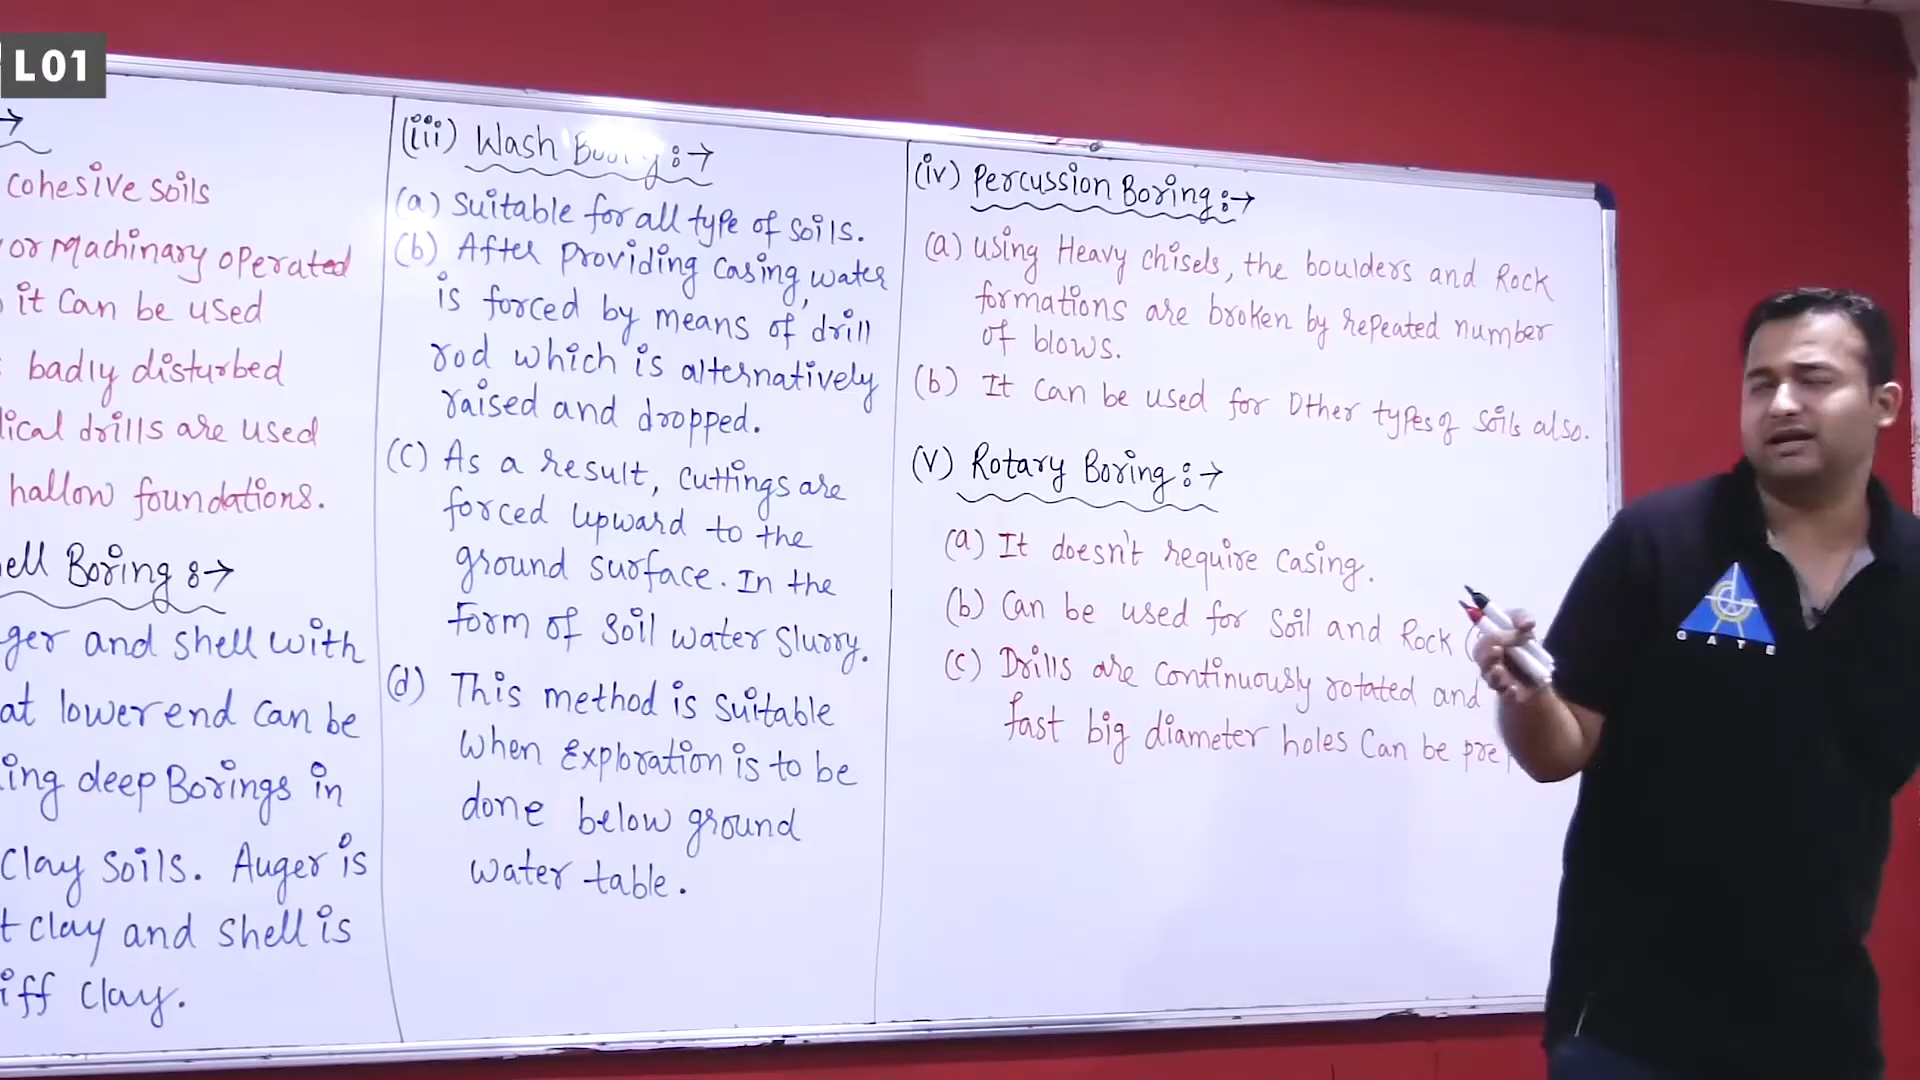 L01
→
cohesive soils
or Machinary operated
it can be used
badly disturbed
lical drills are used
hallow foundations.
ell Boring :→
ger and shell with
at lower end can be
ing deep Borings in
Clay Soils. Auger is
t clay and shell is
iff clay.
(iii) Wash :→
(a) Suitable for all type of soils.
(b) After providing casing, water
is forced by means of drill
rod which is alternatively
raised and dropped.
(c) As a result, cuttings are
forced upward to the
ground surface. In the
form of soil water slurry.
(d) This method is suitable
when exploration is to be
done below ground
water table.
(iv) Percussion Boring :→
(a) using Heavy chisels, the boulders and Rock
formations are broken by repeated number
of blows.
(b) It can be used for Other types of soils also.
(v) Rotary Boring :→
(a) It doesn't require casing.
(b) Can be used for Soil and Rock (
(c) Drills are continuously rotated and
fast big diameter holes can be pre
GATE